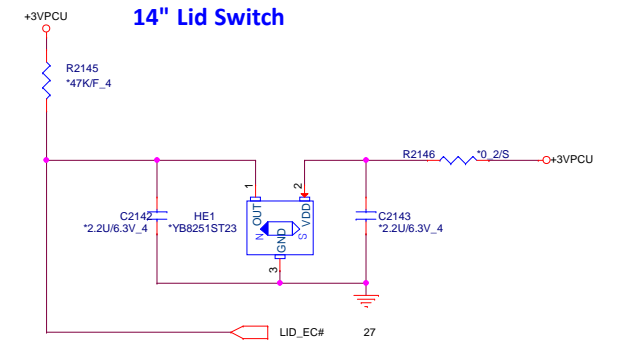 14" Lid Switch
+3VPCU
R2145
*47K/F_4
R2146
*0_2/S
+3VPCU
1
2
C2142
*2.2U/6.3V_4
HE1
*YB8251ST23
OUT
VDD
N
S
GND
C2143
*2.2U/6.3V_4
3
LID_EC#
27